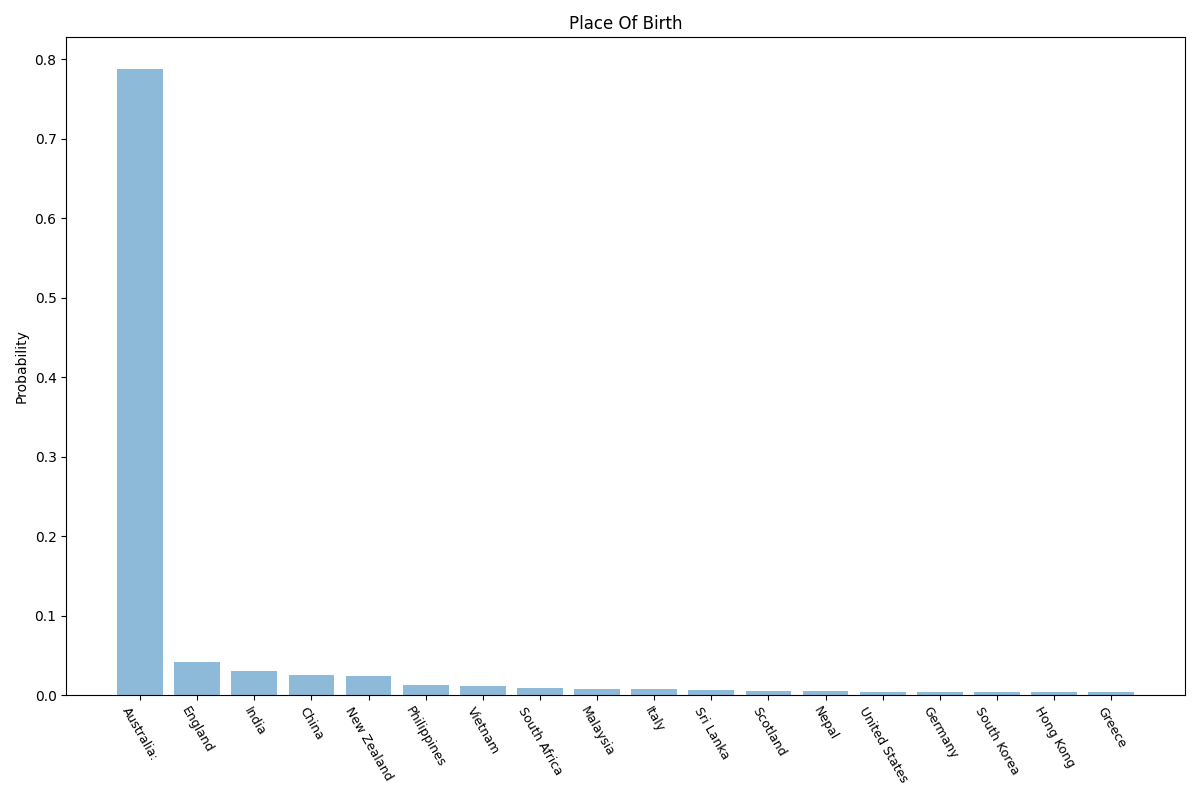 Place Of Birth
Probability
0.8
0.7
0.6
0.5
0.4
0.3
0.2
0.1
0.0
Australia:
England
India
China
New Zealand
Philippines
Vietnam
South Africa
Malaysia
Italy
Sri Lanka
Scotland
Nepal
United States
Germany
South Korea
Hong Kong
Greece